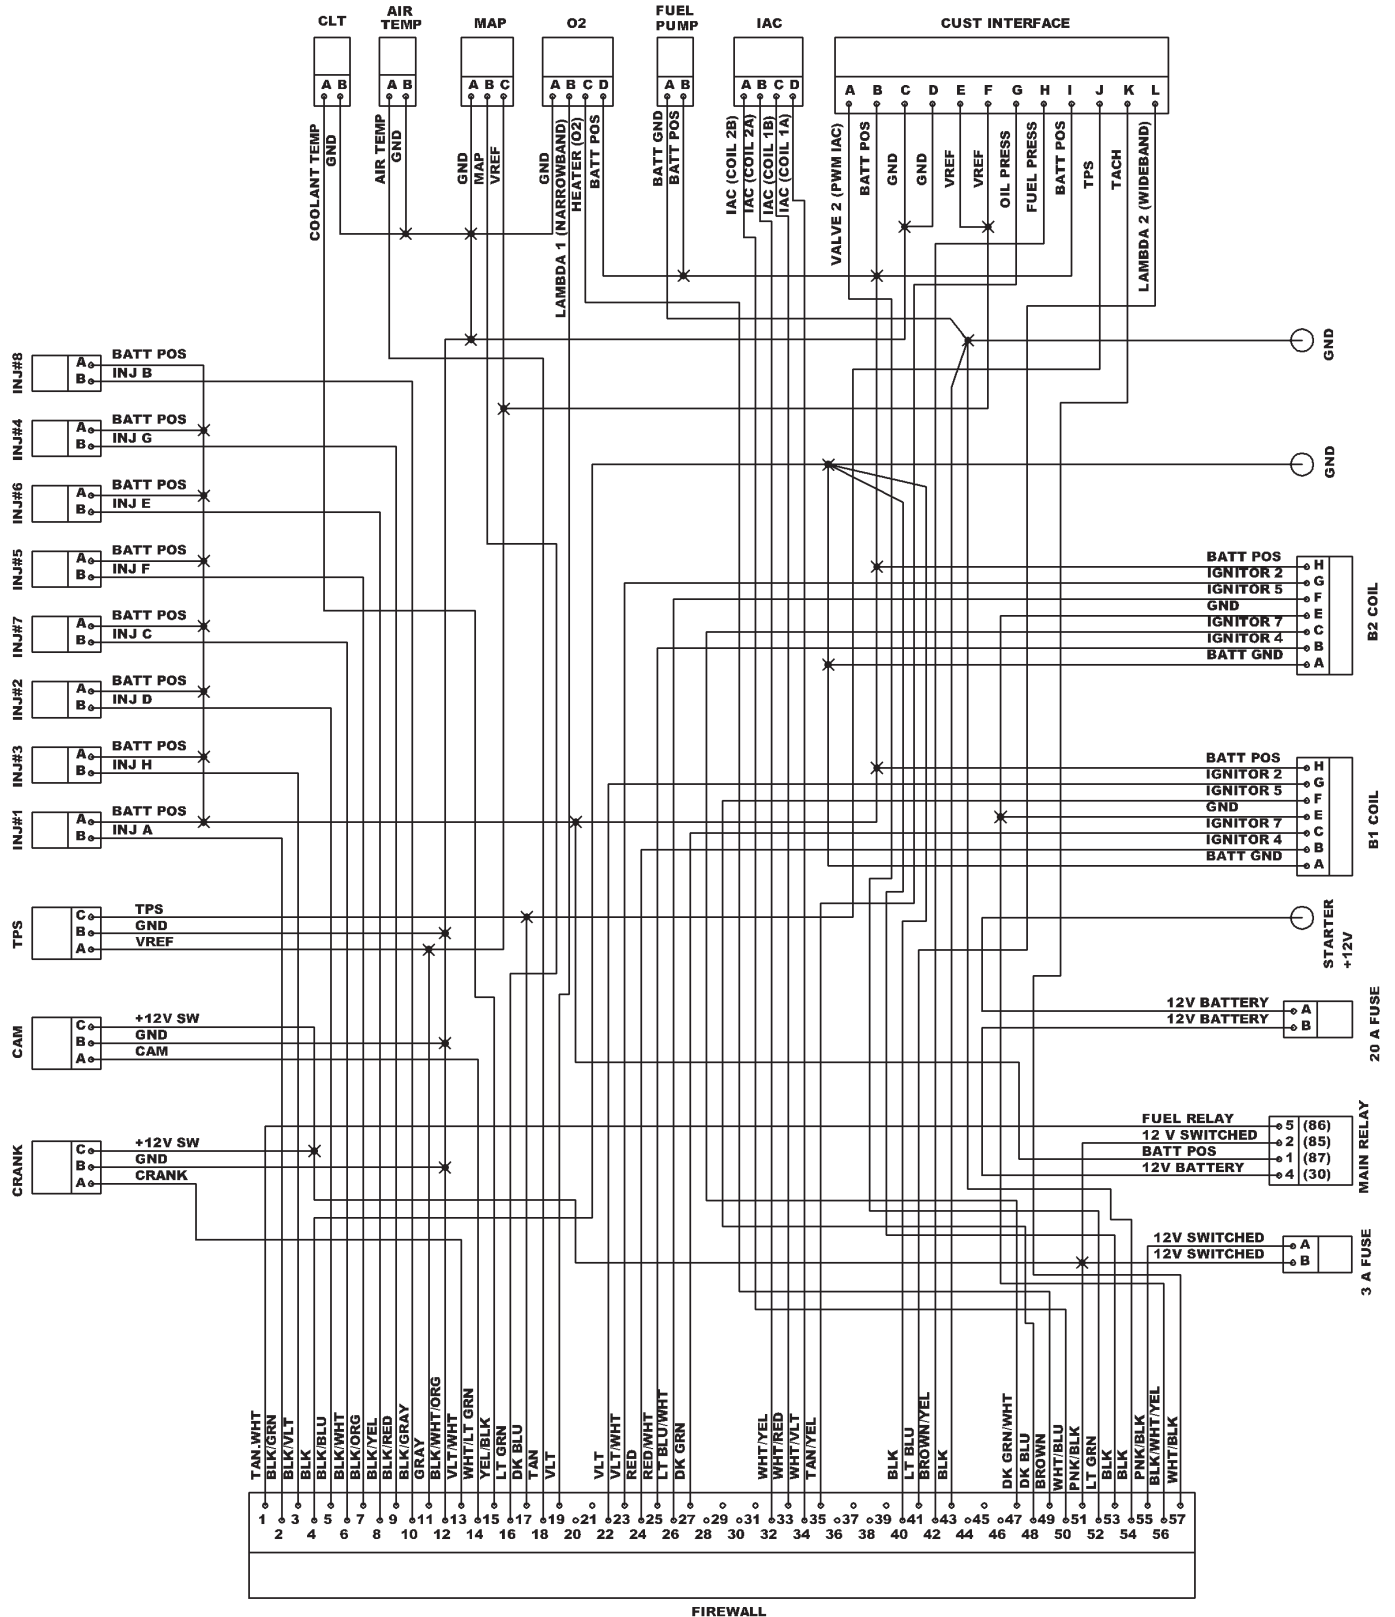 CLT
AIR TEMP
MAP
O2
FUEL PUMP
IAC
CUST INTERFACE
A B
A B
A B C
A B C D
A B
A B C D
A B C D E F G H I J K L
COOLANT TEMP
GND
AIR TEMP
GND
GND
MAP
VREF
GND
LAMBDA 1 (NARROWBAND)
HEATER (O2)
BATT POS
BATT GND
BATT POS
IAC (COIL 2B)
IAC (COIL 2A)
IAC (COIL 1B)
IAC (COIL 1A)
VALVE 2 (PWM IAC)
BATT POS
GND
GND
VREF
VREF
OIL PRESS
FUEL PRESS
BATT POS
TPS
TACH
LAMBDA 2 (WIDEBAND)
INJ#8
A BATT POS
B INJ B
INJ#4
A BATT POS
B INJ G
INJ#6
A BATT POS
B INJ E
INJ#5
A BATT POS
B INJ F
INJ#7
A BATT POS
B INJ C
INJ#2
A BATT POS
B INJ D
INJ#3
A BATT POS
B INJ H
INJ#1
A BATT POS
B INJ A
TPS
C TPS
B GND
A VREF
CAM
C +12V SW
B GND
A CAM
CRANK
C +12V SW
B GND
A CRANK
GND
GND
B2 COIL
BATT POS H
IGNITOR 2 G
IGNITOR 5 F
GND E
IGNITOR 7 C
IGNITOR 4 B
BATT GND A
B1 COIL
BATT POS H
IGNITOR 2 G
IGNITOR 5 F
GND E
IGNITOR 7 C
IGNITOR 4 B
BATT GND A
STARTER
+12V
20 A FUSE
12V BATTERY A
12V BATTERY B
MAIN RELAY
FUEL RELAY 5 (86)
12 V SWITCHED 2 (85)
BATT POS 1 (87)
12V BATTERY 4 (30)
3 A FUSE
12V SWITCHED A
12V SWITCHED B
TAN.WHT
BLK/GRN
BLK/VLT
BLK
BLK/BLU
BLK/WHT
BLK/ORG
BLK/YEL
BLK/RED
BLK/GRAY
GRAY
BLK/WHT/ORG
VLT/WHT
WHT/LT GRN
YEL/BLK
LT GRN
DK BLU
TAN
VLT
VLT
VLT/WHT
RED
RED/WHT
LT BLU/WHT
DK GRN
WHT/YEL
WHT/RED
WHT/VLT
TAN/YEL
BLK
LT BLU
BROWN/YEL
BLK
DK GRN/WHT
DK BLU
BROWN
WHT/BLU
PNK/BLK
LT GRN
BLK
BLK
PNK/BLK
BLK/WHT/YEL
WHT/BLK
1 3 5 7 9 11 13 15 17 19 21 23 25 27 29 31 33 35 37 39 41 43 45 47 49 51 53 55 57
2 4 6 8 10 12 14 16 18 20 22 24 26 28 30 32 34 36 38 40 42 44 46 48 50 52 54 56
FIREWALL